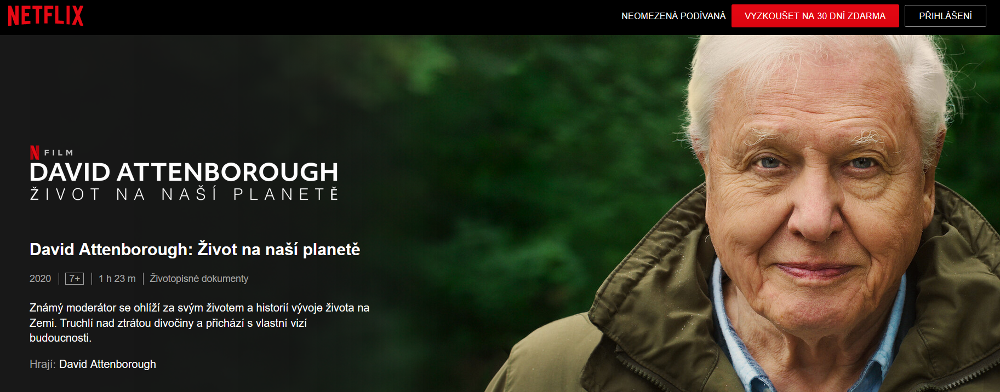 NETFLIX
NEOMEZENÁ PODÍVANÁ
VYZKOUŠET NA 30 DNÍ ZDARMA
PŘIHLÁŠENÍ
N FILM
DAVID ATTENBOROUGH
ŽIVOT NA NAŠÍ PLANETĚ
David Attenborough: Život na naší planetě
2020 | 7+ | 1 h 23 m | Životopisné dokumenty
Známý moderátor se ohlíží za svým životem a historií vývoje života na
Zemi. Truchlí nad ztrátou divočiny a přichází s vlastní vizí
budoucnosti.
Hrají: David Attenborough